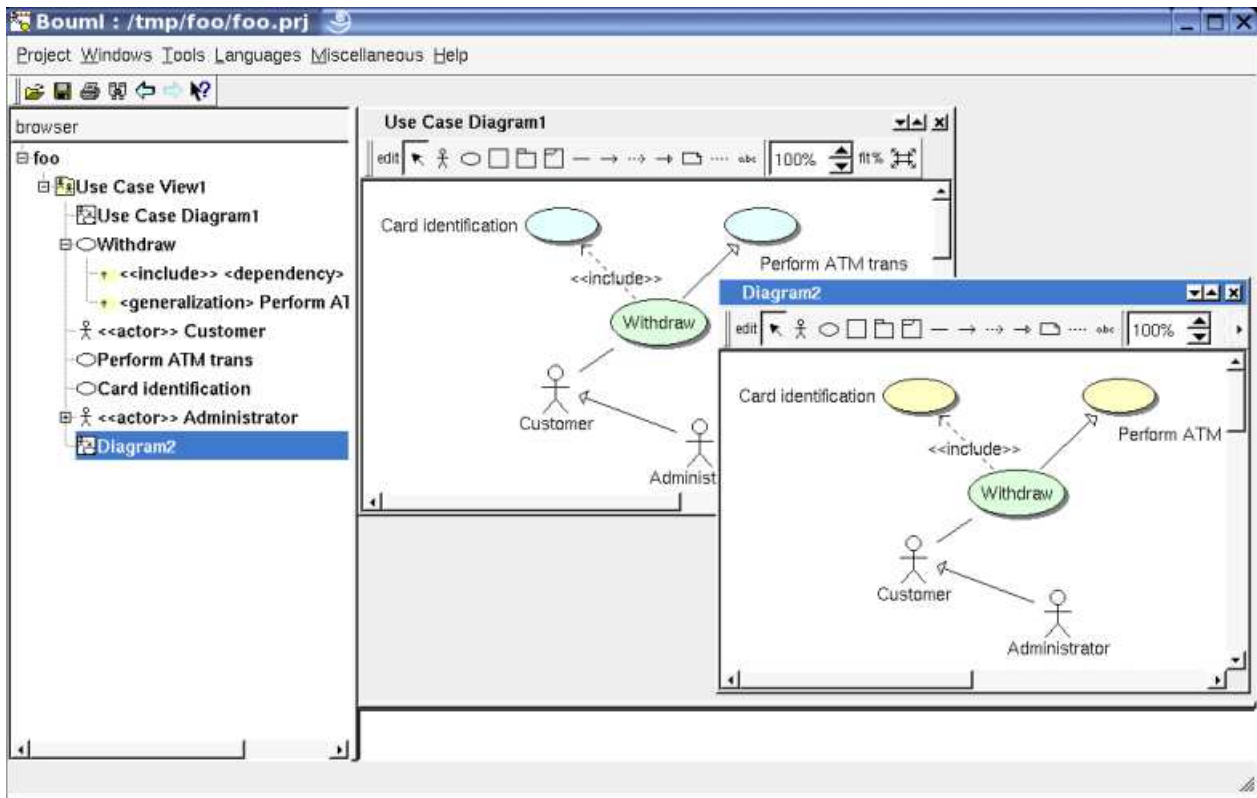 Bouml : /tmp/foo/foo.prj
Project Windows Tools Languages Miscellaneous Help
browser
foo
Use Case View1
Use Case Diagram1
Withdraw
<<include>> <dependency>
<generalization> Perform AT
<<actor>> Customer
Perform ATM trans
Card identification
<<actor>> Administrator
Diagram2
Use Case Diagram1
edit abc 100% fit%
Card identification
Perform ATM trans
<<include>>
Withdraw
Customer
Administ
Diagram2
edit abc 100%
Card identification
Perform ATM
<<include>>
Withdraw
Customer
Administrator